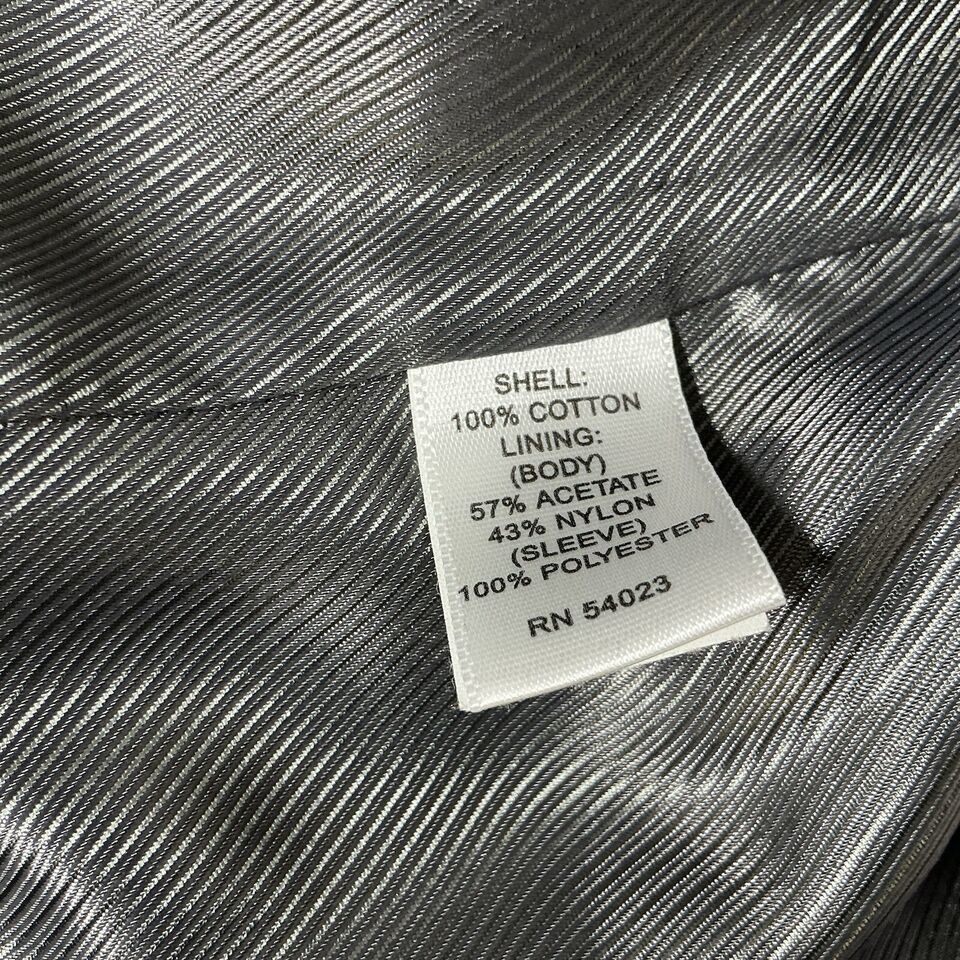 SHELL:
100% COTTON
LINING:
(BODY)
57% ACETATE
43% NYLON
(SLEEVE)
100% POLYESTER
RN 54023